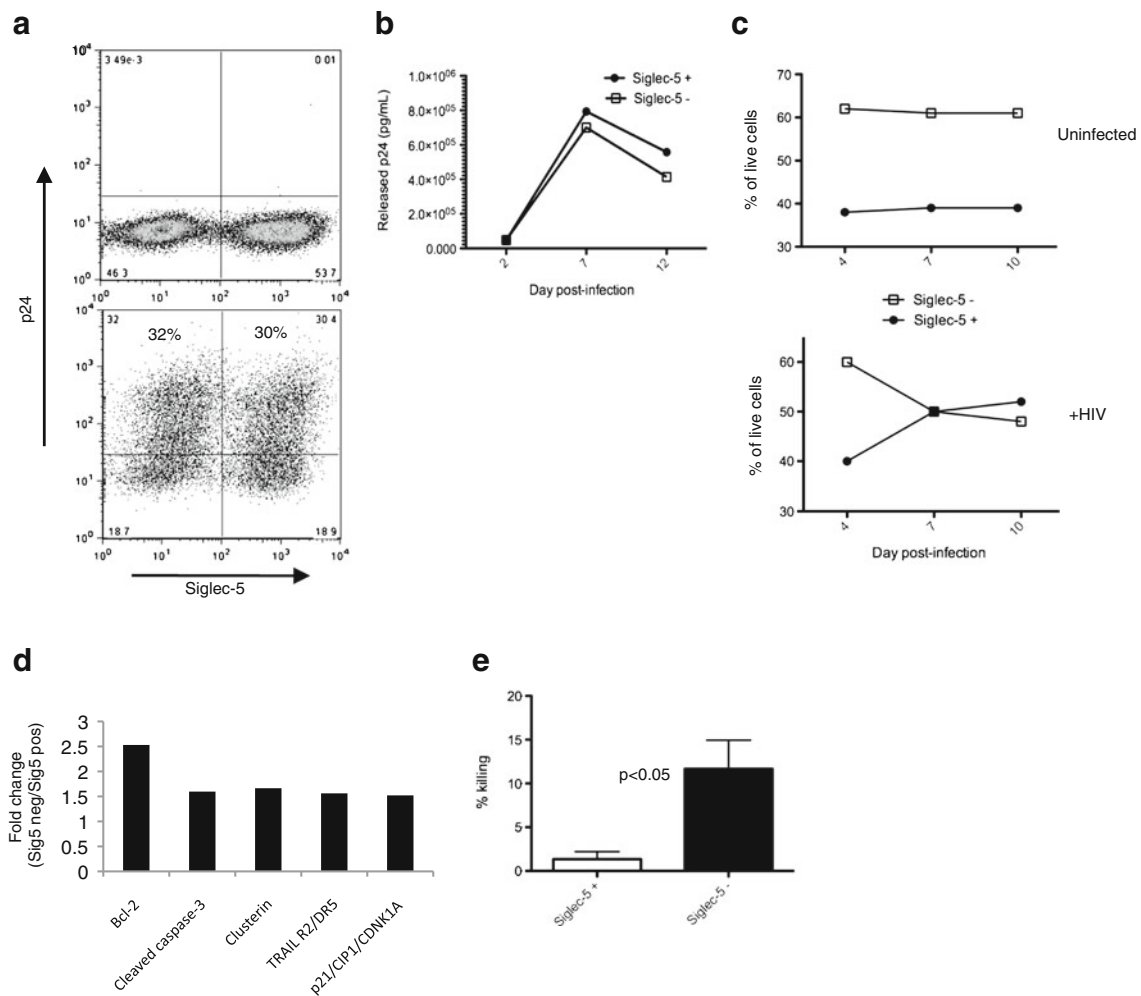 a
10⁴
10³
10²
10¹
10⁰
3 49e-3
0 01
46 3
53 7
10⁰ 10¹ 10² 10³ 10⁴
p24
10⁴
10³
10²
10¹
10⁰
32
32%
30%
30 4
18 7
18 9
10⁰ 10¹ 10² 10³ 10⁴
Siglec-5
b
Released p24 (pg/mL)
1.0×10⁰⁶
8.0×10⁰⁵
6.0×10⁰⁵
4.0×10⁰⁵
2.0×10⁰⁵
0.000
Siglec-5 +
Siglec-5 -
2 7 12
Day post-infection
c
% of live cells
70
60
50
40
30
4 7 10
Uninfected
Siglec-5 -
Siglec-5 +
% of live cells
60
50
40
30
4 7 10
Day post-infection
+HIV
d
Fold change
(Sig5 neg/Sig5 pos)
3
2.5
2
1.5
1
0.5
0
Bcl-2
Cleaved caspase-3
Clusterin
TRAIL R2/DR5
p21/CIP1/CDNK1A
e
% killing
20
15
10
5
0
p<0.05
Siglec-5 +
Siglec-5 -